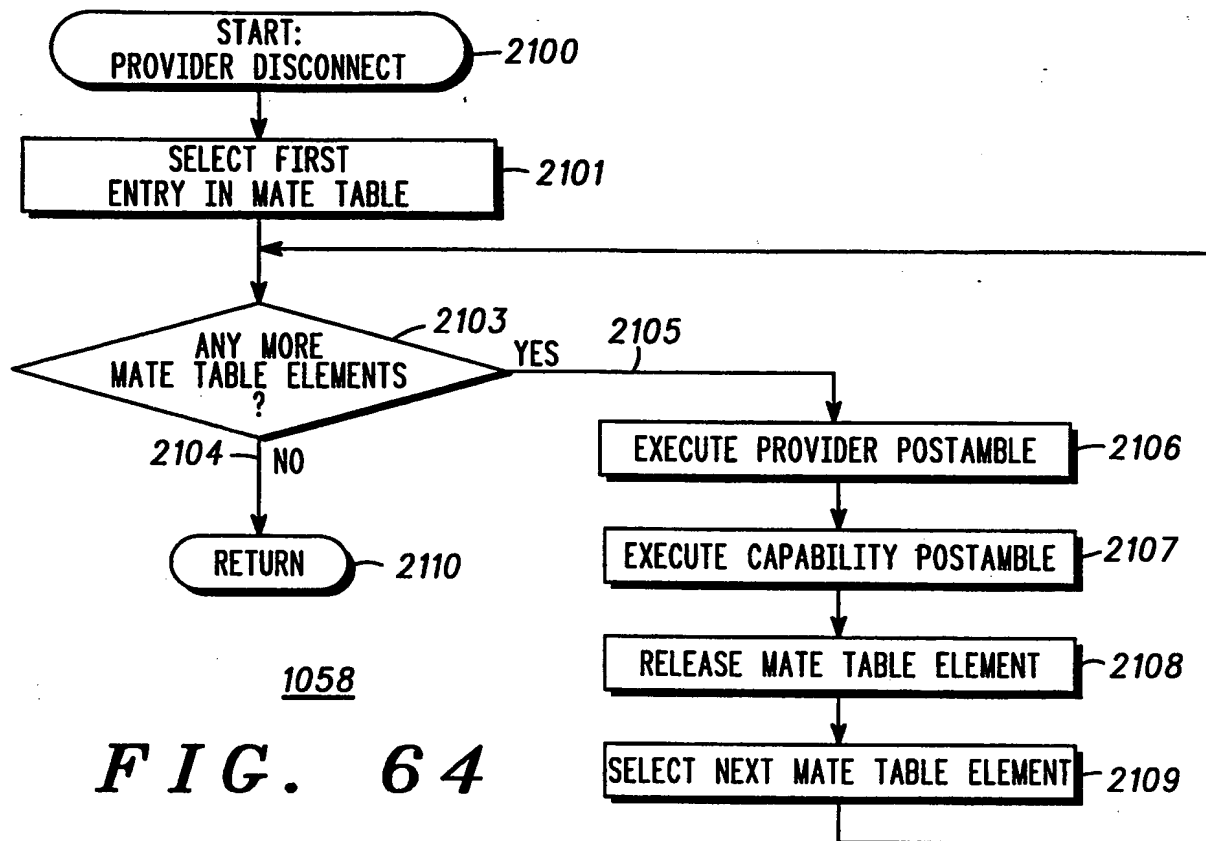 START:
PROVIDER DISCONNECT
2100
SELECT FIRST
ENTRY IN MATE TABLE
2101
ANY MORE
MATE TABLE ELEMENTS
?
2103
YES
2105
2104
NO
RETURN
2110
EXECUTE PROVIDER POSTAMBLE
2106
EXECUTE CAPABILITY POSTAMBLE
2107
RELEASE MATE TABLE ELEMENT
2108
SELECT NEXT MATE TABLE ELEMENT
2109
1058
FIG. 64